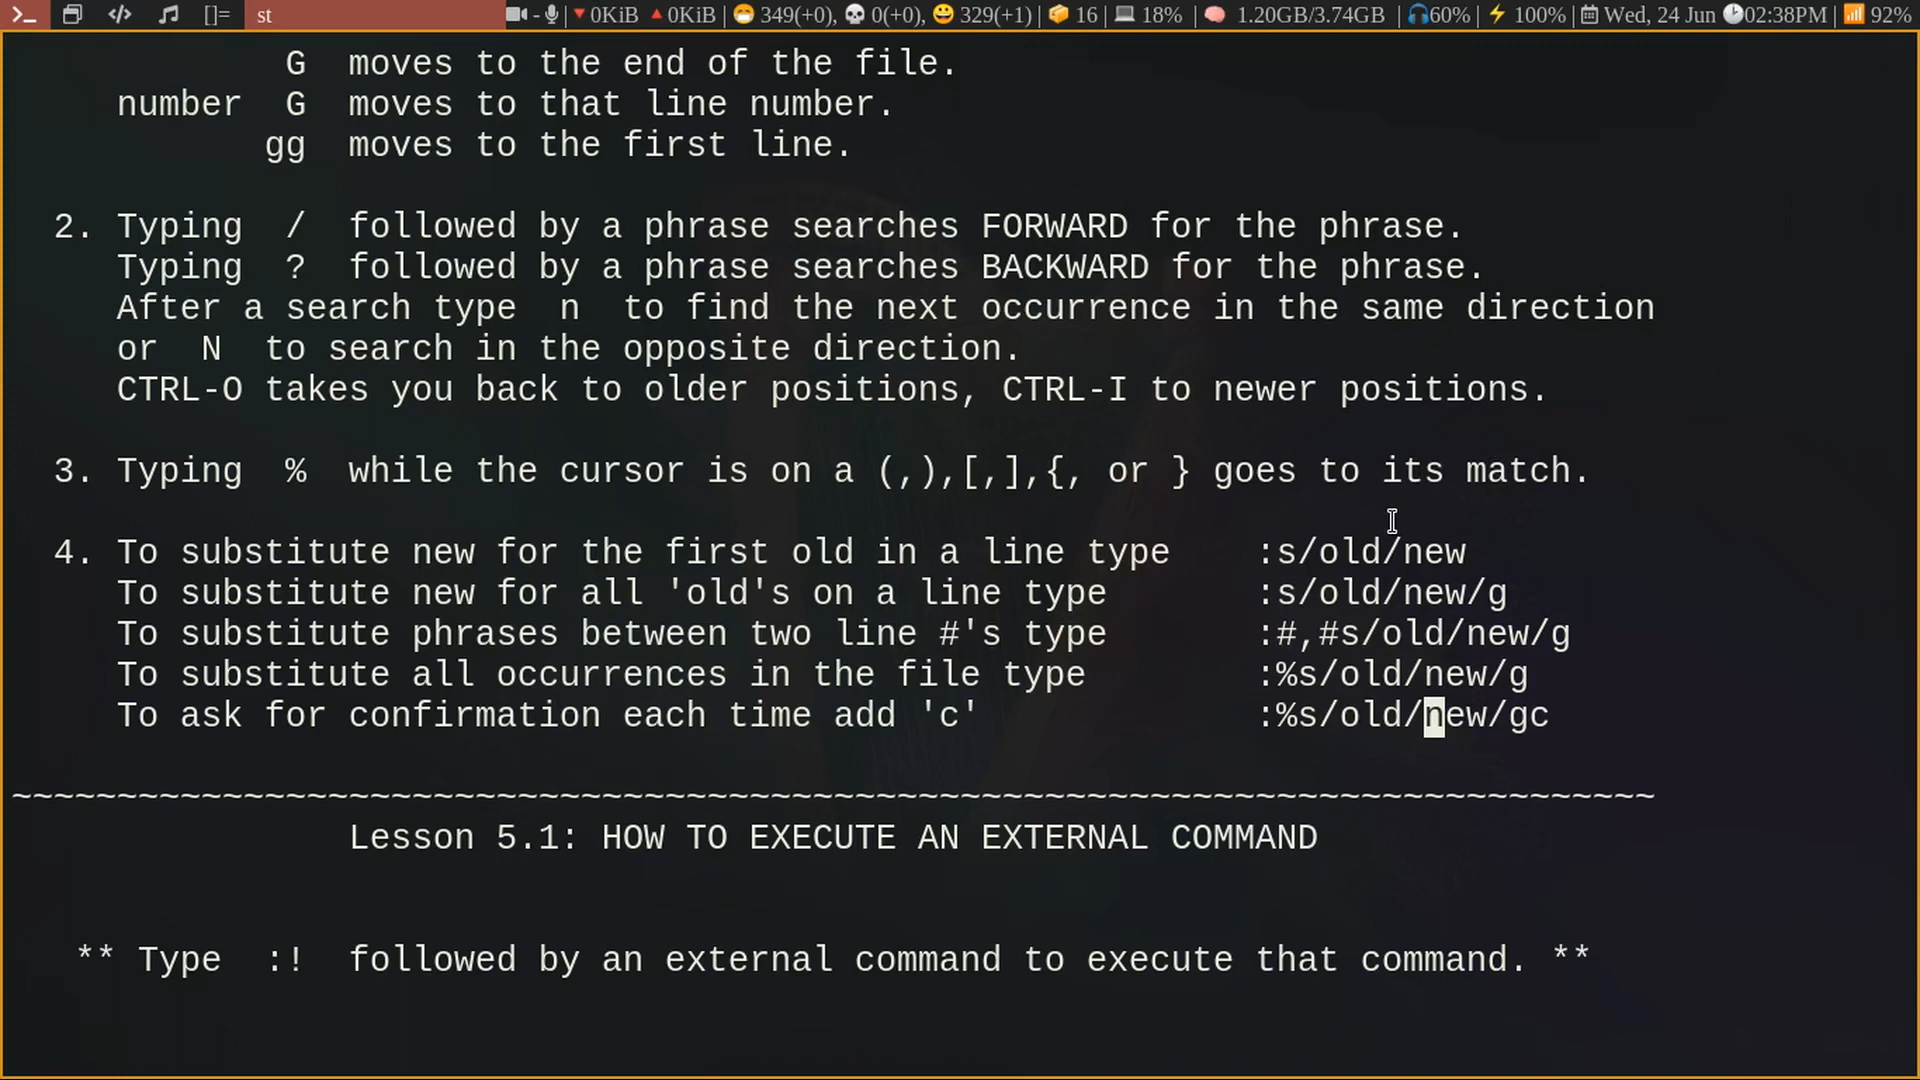 st - | 0KiB 0KiB | 349(+0), 0(+0), 329(+1) | 16 | 18% | 1.20GB/3.74GB | 60% | 100% | Wed, 24 Jun 02:38PM | 92%
G moves to the end of the file.
number G moves to that line number.
gg moves to the first line.
2. Typing / followed by a phrase searches FORWARD for the phrase.
Typing ? followed by a phrase searches BACKWARD for the phrase.
After a search type n to find the next occurrence in the same direction
or N to search in the opposite direction.
CTRL-O takes you back to older positions, CTRL-I to newer positions.
3. Typing % while the cursor is on a (,),[,],{, or } goes to its match.
4. To substitute new for the first old in a line type :s/old/new
To substitute new for all 'old's on a line type :s/old/new/g
To substitute phrases between two line #'s type :#,#s/old/new/g
To substitute all occurrences in the file type :%s/old/new/g
To ask for confirmation each time add 'c' :%s/old/new/gc
~~~~~~~~~~~~~~~~~~~~~~~~~~~~~~~~~~~~~~~~~~~~~~~~~~~~~~~~~~~~~~~~~~~~~~~~~~~~~~
Lesson 5.1: HOW TO EXECUTE AN EXTERNAL COMMAND
** Type :! followed by an external command to execute that command. **